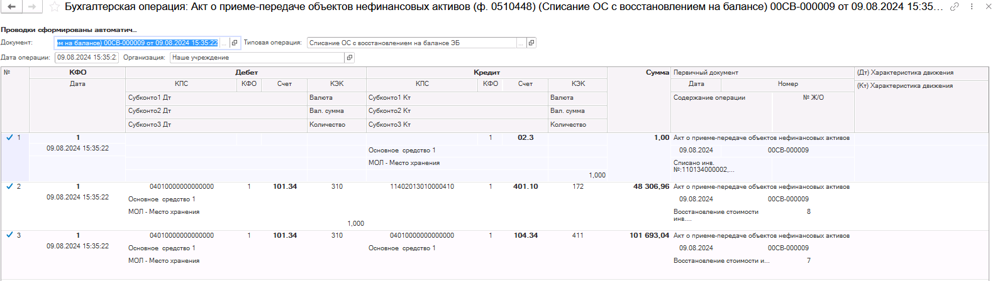 Бухгалтерская операция: Акт о приеме-передаче объектов нефинансовых активов (ф. 0510448) (Списание ОС с восстановлением на балансе) 00СВ-000009 от 09.08.2024 15:35...
Проводки сформированы автоматич...
Документ: ем на балансе) 00СВ-000009 от 09.08.2024 15:35:22 ... Типовая операция: Списание ОС с восстановлением на балансе ЭБ ...
Дата операции: 09.08.2024 15:35:2 Организация: Наше учреждение
№ КФО Дебет Кредит Сумма Первичный документ (Дт) Характеристика движения
Дата КПС КФО Счет КЭК КПС КФО Счет КЭК Дата Номер (Кт) Характеристика движения
Субконто1 Дт Валюта Субконто1 Кт Валюта Содержание операции № Ж/О
Субконто2 Дт Вал. сумма Субконто2 Кт Вал. сумма
Субконто3 Дт Количество Субконто3 Кт Количество
1 1 1 02.3 1,00 Акт о приеме-передаче объектов нефинансовых активов
09.08.2024 15:35:22 Основное средство 1 09.08.2024 00СВ-000009
МОЛ - Место хранения Списано инв.
№:110134000002,...
1,000
2 1 04010000000000000 1 101.34 310 11402013010000410 1 401.10 172 48 306,96 Акт о приеме-передаче объектов нефинансовых активов
09.08.2024 15:35:22 Основное средство 1 09.08.2024 00СВ-000009
МОЛ - Место хранения Восстановление стоимости 8
инв....
1,000
3 1 04010000000000000 1 101.34 310 04010000000000000 1 104.34 411 101 693,04 Акт о приеме-передаче объектов нефинансовых активов
09.08.2024 15:35:22 Основное средство 1 Основное средство 1 09.08.2024 00СВ-000009
МОЛ - Место хранения Восстановление стоимости и... 7